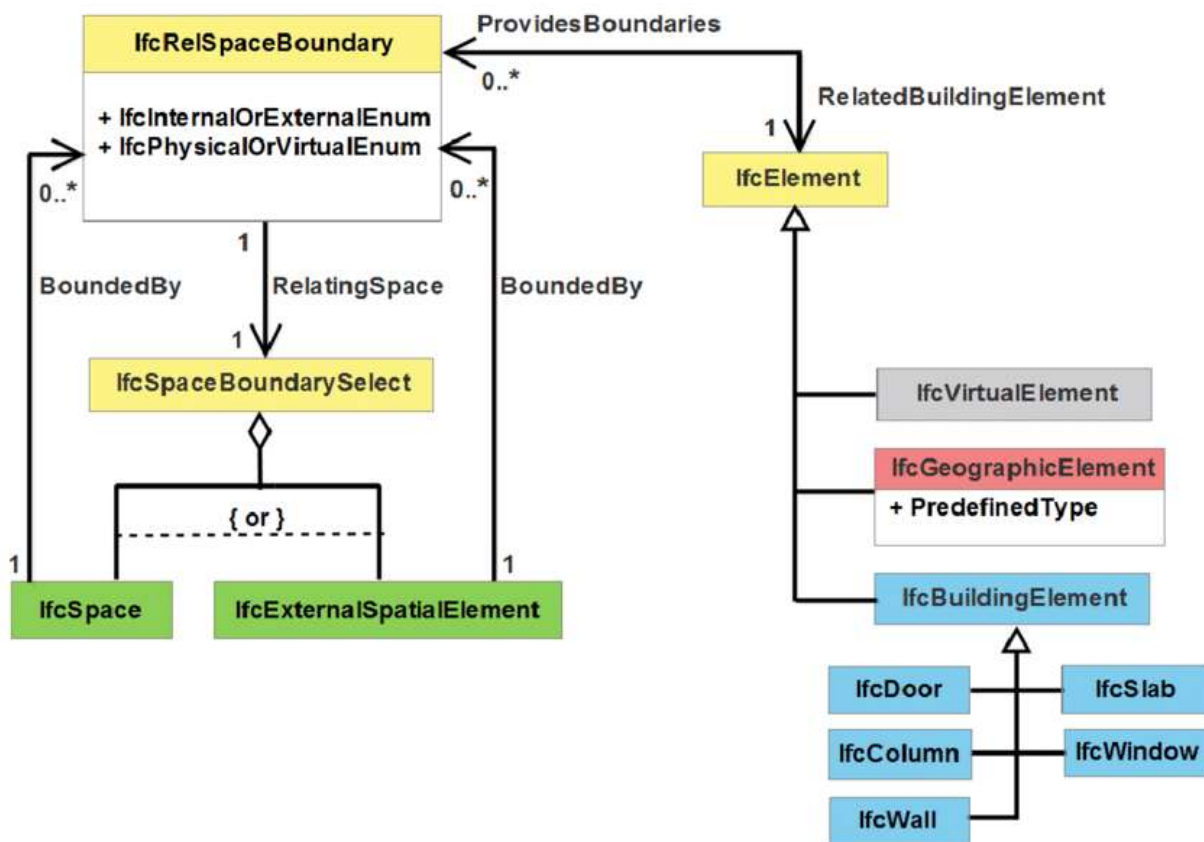 IfcRelSpaceBoundary
+ IfcInternalOrExternalEnum
+ IfcPhysicalOrVirtualEnum
ProvidesBoundaries
0..*
RelatedBuildingElement
1
IfcElement
0..*
0..*
1
BoundedBy
RelatingSpace
BoundedBy
1
IfcSpaceBoundarySelect
{ or }
1
1
IfcSpace
IfcExternalSpatialElement
IfcVirtualElement
IfcGeographicElement
+ PredefinedType
IfcBuildingElement
IfcDoor
IfcSlab
IfcColumn
IfcWindow
IfcWall